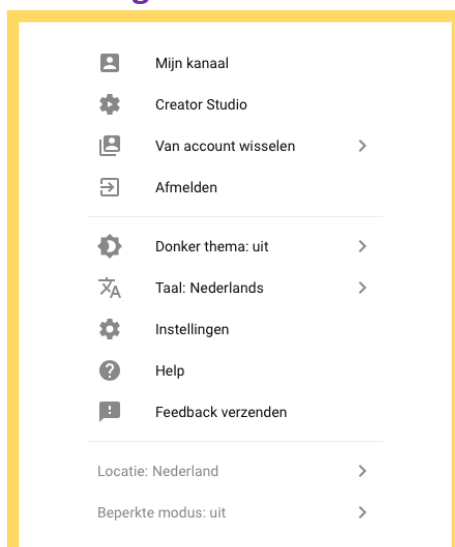 Mijn kanaal
Creator Studio
Van account wisselen
Afmelden
Donker thema: uit
Taal: Nederlands
Instellingen
Help
Feedback verzenden
Locatie: Nederland
Beperkte modus: uit